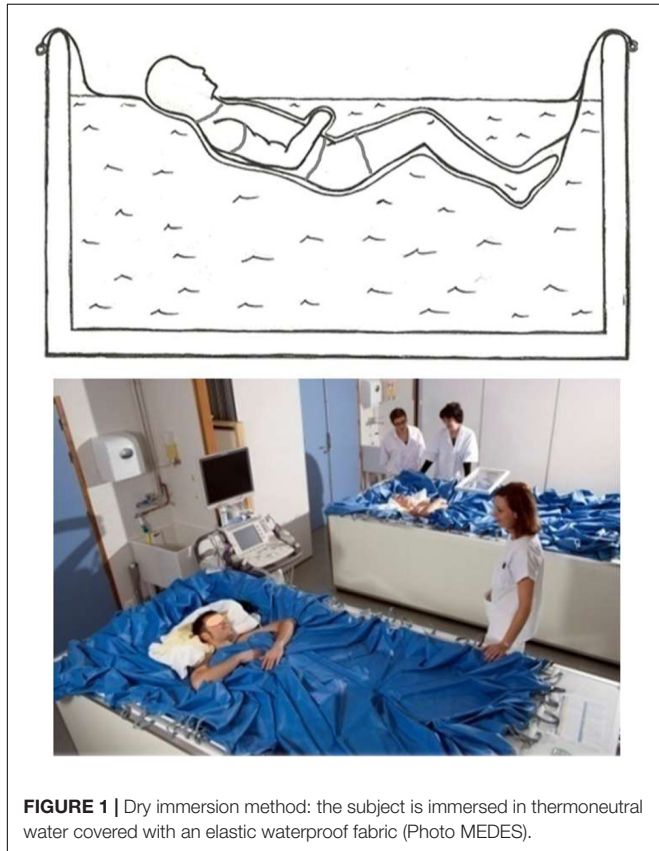 FIGURE 1 | Dry immersion method: the subject is immersed in thermoneutral
water covered with an elastic waterproof fabric (Photo MEDES).